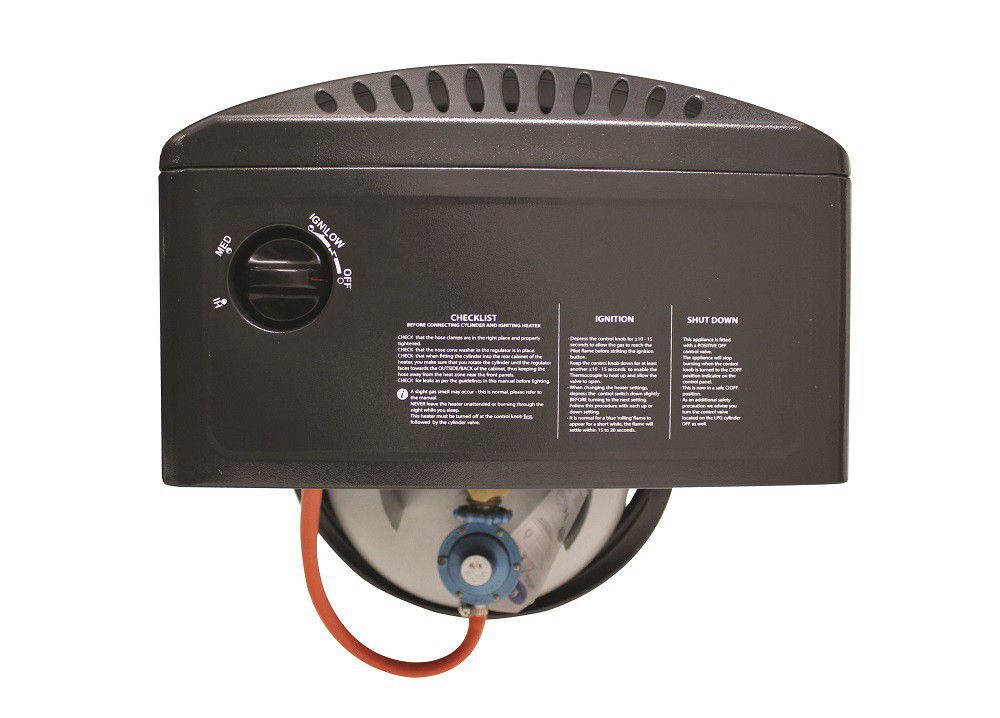 IGN\LOW
MED
OFF
HI
CHECKLIST
BEFORE CONNECTING CYLINDER AND IGNITING HEATER
· CHECK that the hose clamps are in the right place and properly
tightened.
· CHECK that the nose cone washer in the regulator is in place.
· CHECK that when fitting the cylinder into the rear cabinet of the
heater, you make sure that you rotate the cylinder until the regulator
faces towards the OUTSIDE/BACK of the cabinet, thus keeping the
hose away from the heat zone near the front panels.
· CHECK for leaks as per the guidelines in this manual before lighting.
i A slight gas smell may occur - this is normal, please refer to
the manual.
NEVER leave the heater unattended or burning through the
night while you sleep.
This heater must be turned off at the control knob first
followed by the cylinder valve.
IGNITION
· Depress the control knob for ±10 - 15
seconds to allow the gas to reach the
Pilot flame before striking the ignition
button.
· Keep the control knob down for at least
another ±10 - 15 seconds to enable the
Thermocouple to heat up and allow the
valve to open.
· When changing the heater settings,
depress the control switch down slightly
BEFORE turning to the next setting.
Follow this procedure with each up or
down setting.
· It is normal for a blue 'rolling' flame to
appear for a short while, the flame will
settle within 15 to 20 seconds.
SHUT DOWN
· This appliance is fitted
with a POSITIVE OFF
control valve.
· The appliance will stop
burning when the control
knob is turned to the O\OFF
position indicator on the
control panel.
· This is now in a safe O\OFF
position.
· As an additional safety
precaution we advise you
turn the control valve
located on the LPG cylinder
OFF as well.